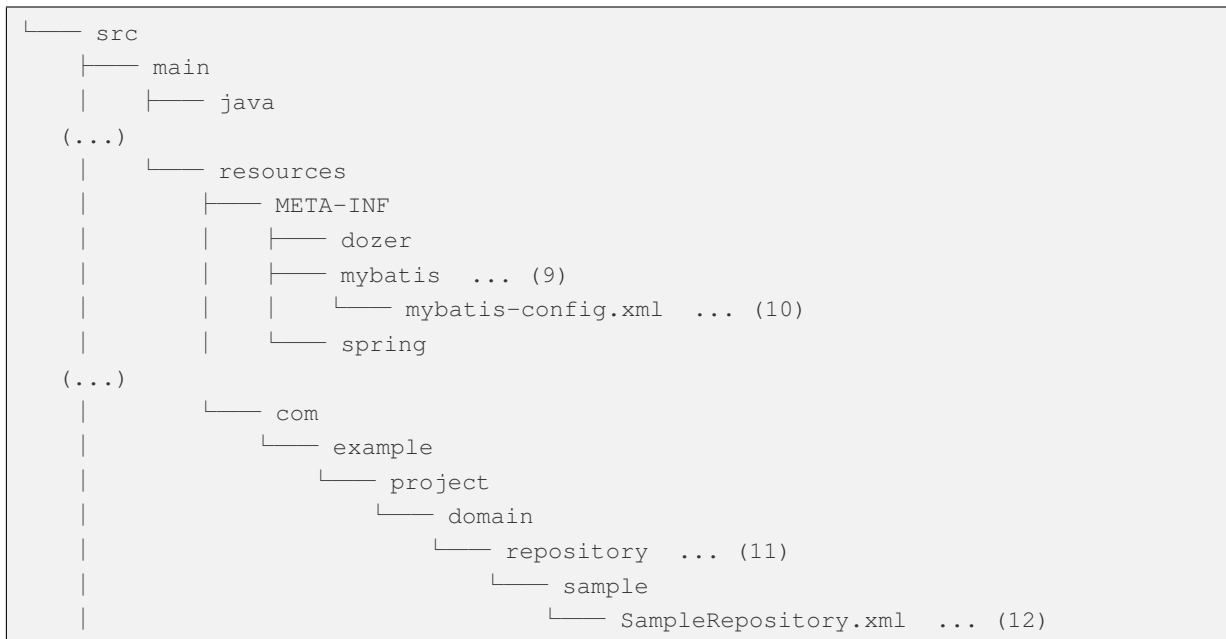 └── src
    ├── main
    │   ├── java
   (...)
    │   └── resources
    │       ├── META-INF
    │       │   ├── dozer
    │       │   ├── mybatis  ... (9)
    │       │   │   └── mybatis-config.xml  ... (10)
    │       │   └── spring
   (...)
    │       └── com
    │           └── example
    │               └── project
    │                   └── domain
    │                       └── repository  ... (11)
    │                           └── sample
    │                               └── SampleRepository.xml  ... (12)